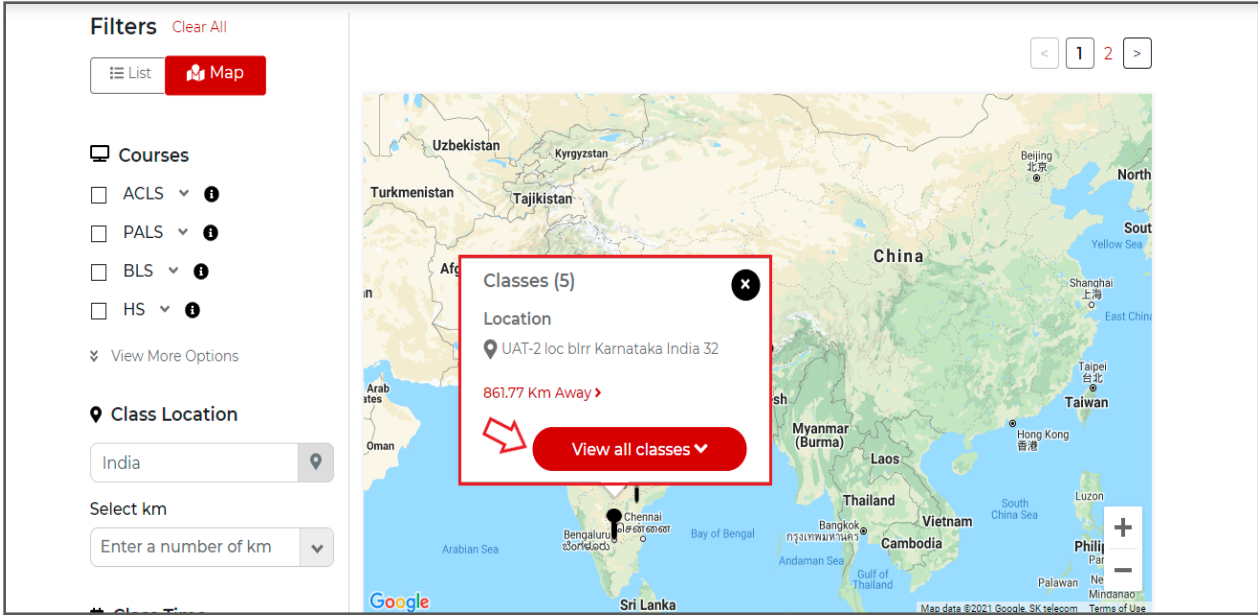 Filters Clear All
List Map
Courses
ACLS
PALS
BLS
HS
View More Options
Class Location
India
Select km
Enter a number of km
Class Time
< 1 2 >
Uzbekistan
Kyrgyzstan
Beijing
北京
North
Turkmenistan
Tajikistan
Sout
Yellow Sea
China
Afg
Shanghai
上海
East China
Classes (5)
Location
UAT-2 loc blrr Karnataka India 32
861.77 Km Away >
View all classes
Arab
ates
Oman
Taipei
台北
Taiwan
sh
Myanmar
(Burma)
Hong Kong
香港
Laos
Thailand
South
China Sea
Luzon
Chennai
சென்னை
Bengaluru
ಬೆಂಗಳೂರು
Bay of Bengal
Bangkok
กรุงเทพมหานคร
Vietnam
Cambodia
Arabian Sea
Andaman Sea
Gulf of
Thailand
Palawan
Mindanao
Sri Lanka
Google
Map data ©2021 Google, SK telecom Terms of Use